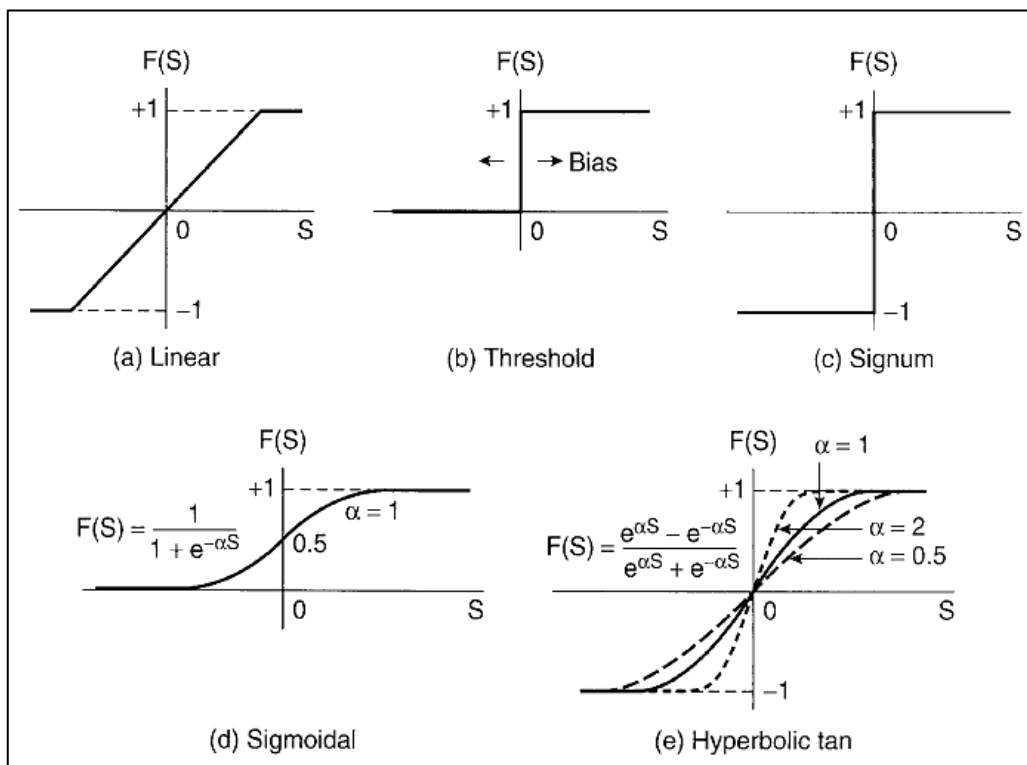 F(S)
+1
0
S
−1
(a) Linear
F(S)
+1
← → Bias
0
S
(b) Threshold
F(S)
+1
0
S
−1
(c) Signum
F(S)
+1
α = 1
F(S) = 1 / (1 + e^−αS)
0.5
0
S
(d) Sigmoidal
F(S)
α = 1
+1
α = 2
F(S) = (e^αS − e^−αS) / (e^αS + e^−αS)
α = 0.5
0
S
−1
(e) Hyperbolic tan